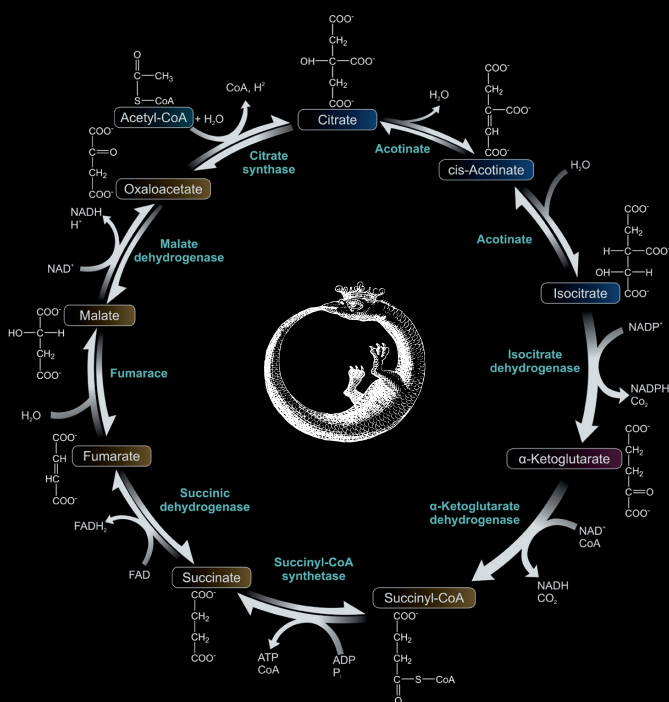 COO⁻
CH₂
OH
COO⁻
CH₂
COO⁻
Citrate
CoA, H⁺
O
CH₃
S
CoA
Acetyl-CoA
+ H₂O
Citrate
synthase
H₂O
Acotinate
COO⁻
CH₂
COO⁻
CH
COO⁻
cis-Acotinate
H₂O
Acotinate
COO⁻
CH₂
H
COO⁻
OH
H
COO⁻
Isocitrate
NADP⁺
Isocitrate
dehydrogenase
NADPH
Co₂
COO⁻
CH₂
CH₂
O
COO⁻
α-Ketoglutarate
α-Ketoglutarate
dehydrogenase
NAD⁺
CoA
NADH
CO₂
Succinyl-CoA
COO⁻
CH₂
CH₂
C
S
CoA
O
Succinyl-CoA
synthetase
ADP
Pᵢ
ATP
CoA
Succinate
COO⁻
CH₂
CH₂
COO⁻
Succinic
dehydrogenase
FADH₂
FAD
Fumarate
COO⁻
CH
HC
COO⁻
H₂O
Fumarace
Malate
COO⁻
HO
H
CH₂
COO⁻
Malate
dehydrogenase
NADH
H⁺
NAD⁺
Oxaloacetate
COO⁻
O
CH₂
COO⁻